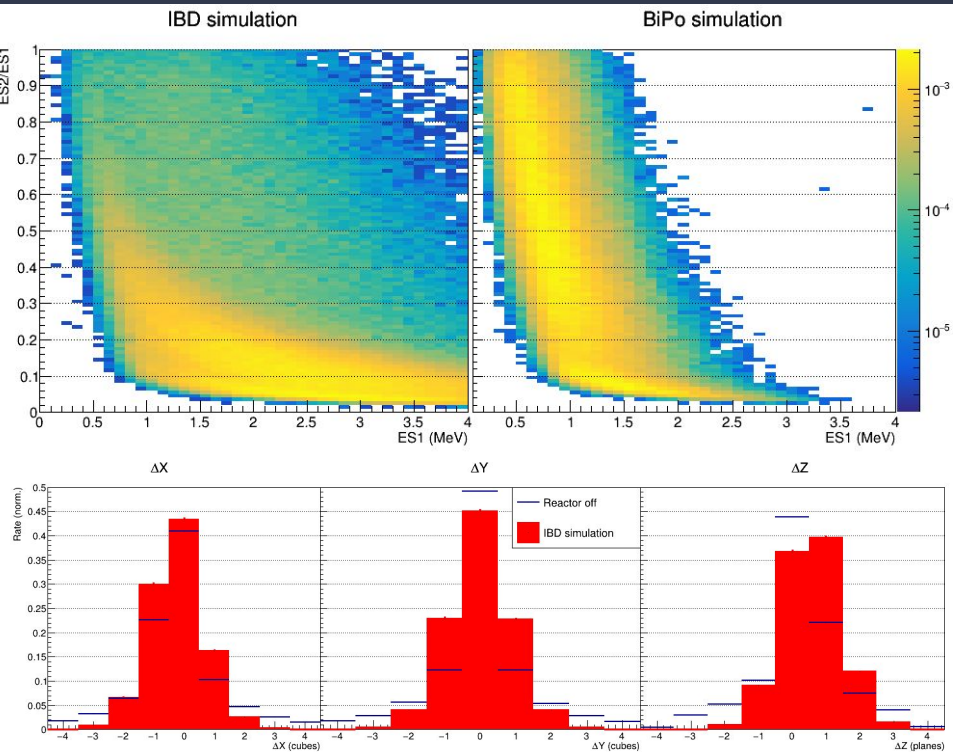 IBD simulation
BiPo simulation
ES2/ES1
1
0.9
0.8
0.7
0.6
0.5
0.4
0.3
0.2
0.1
0
0 0.5 1 1.5 2 2.5 3 3.5 4
ES1 (MeV)
0.5 1 1.5 2 2.5 3 3.5 4
ES1 (MeV)
10⁻³
10⁻⁴
10⁻⁵
ΔX
ΔY
ΔZ
Rate (norm.)
0.5
0.45
0.4
0.35
0.3
0.25
0.2
0.15
0.1
0.05
0
Reactor off
IBD simulation
−4 −3 −2 −1 0 1 2 3 4
ΔX (cubes)
−4 −3 −2 −1 0 1 2 3 4
ΔY (cubes)
−4 −3 −2 −1 0 1 2 3 4
ΔZ (planes)